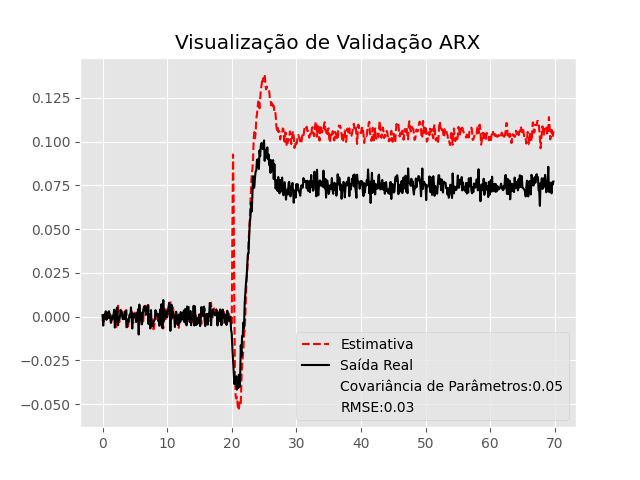 Visualização de Validação ARX
0.125
0.100
0.075
0.050
0.025
0.000
−0.025
−0.050
Estimativa
Saída Real
Covariância de Parâmetros:0.05
RMSE:0.03
0 10 20 30 40 50 60 70